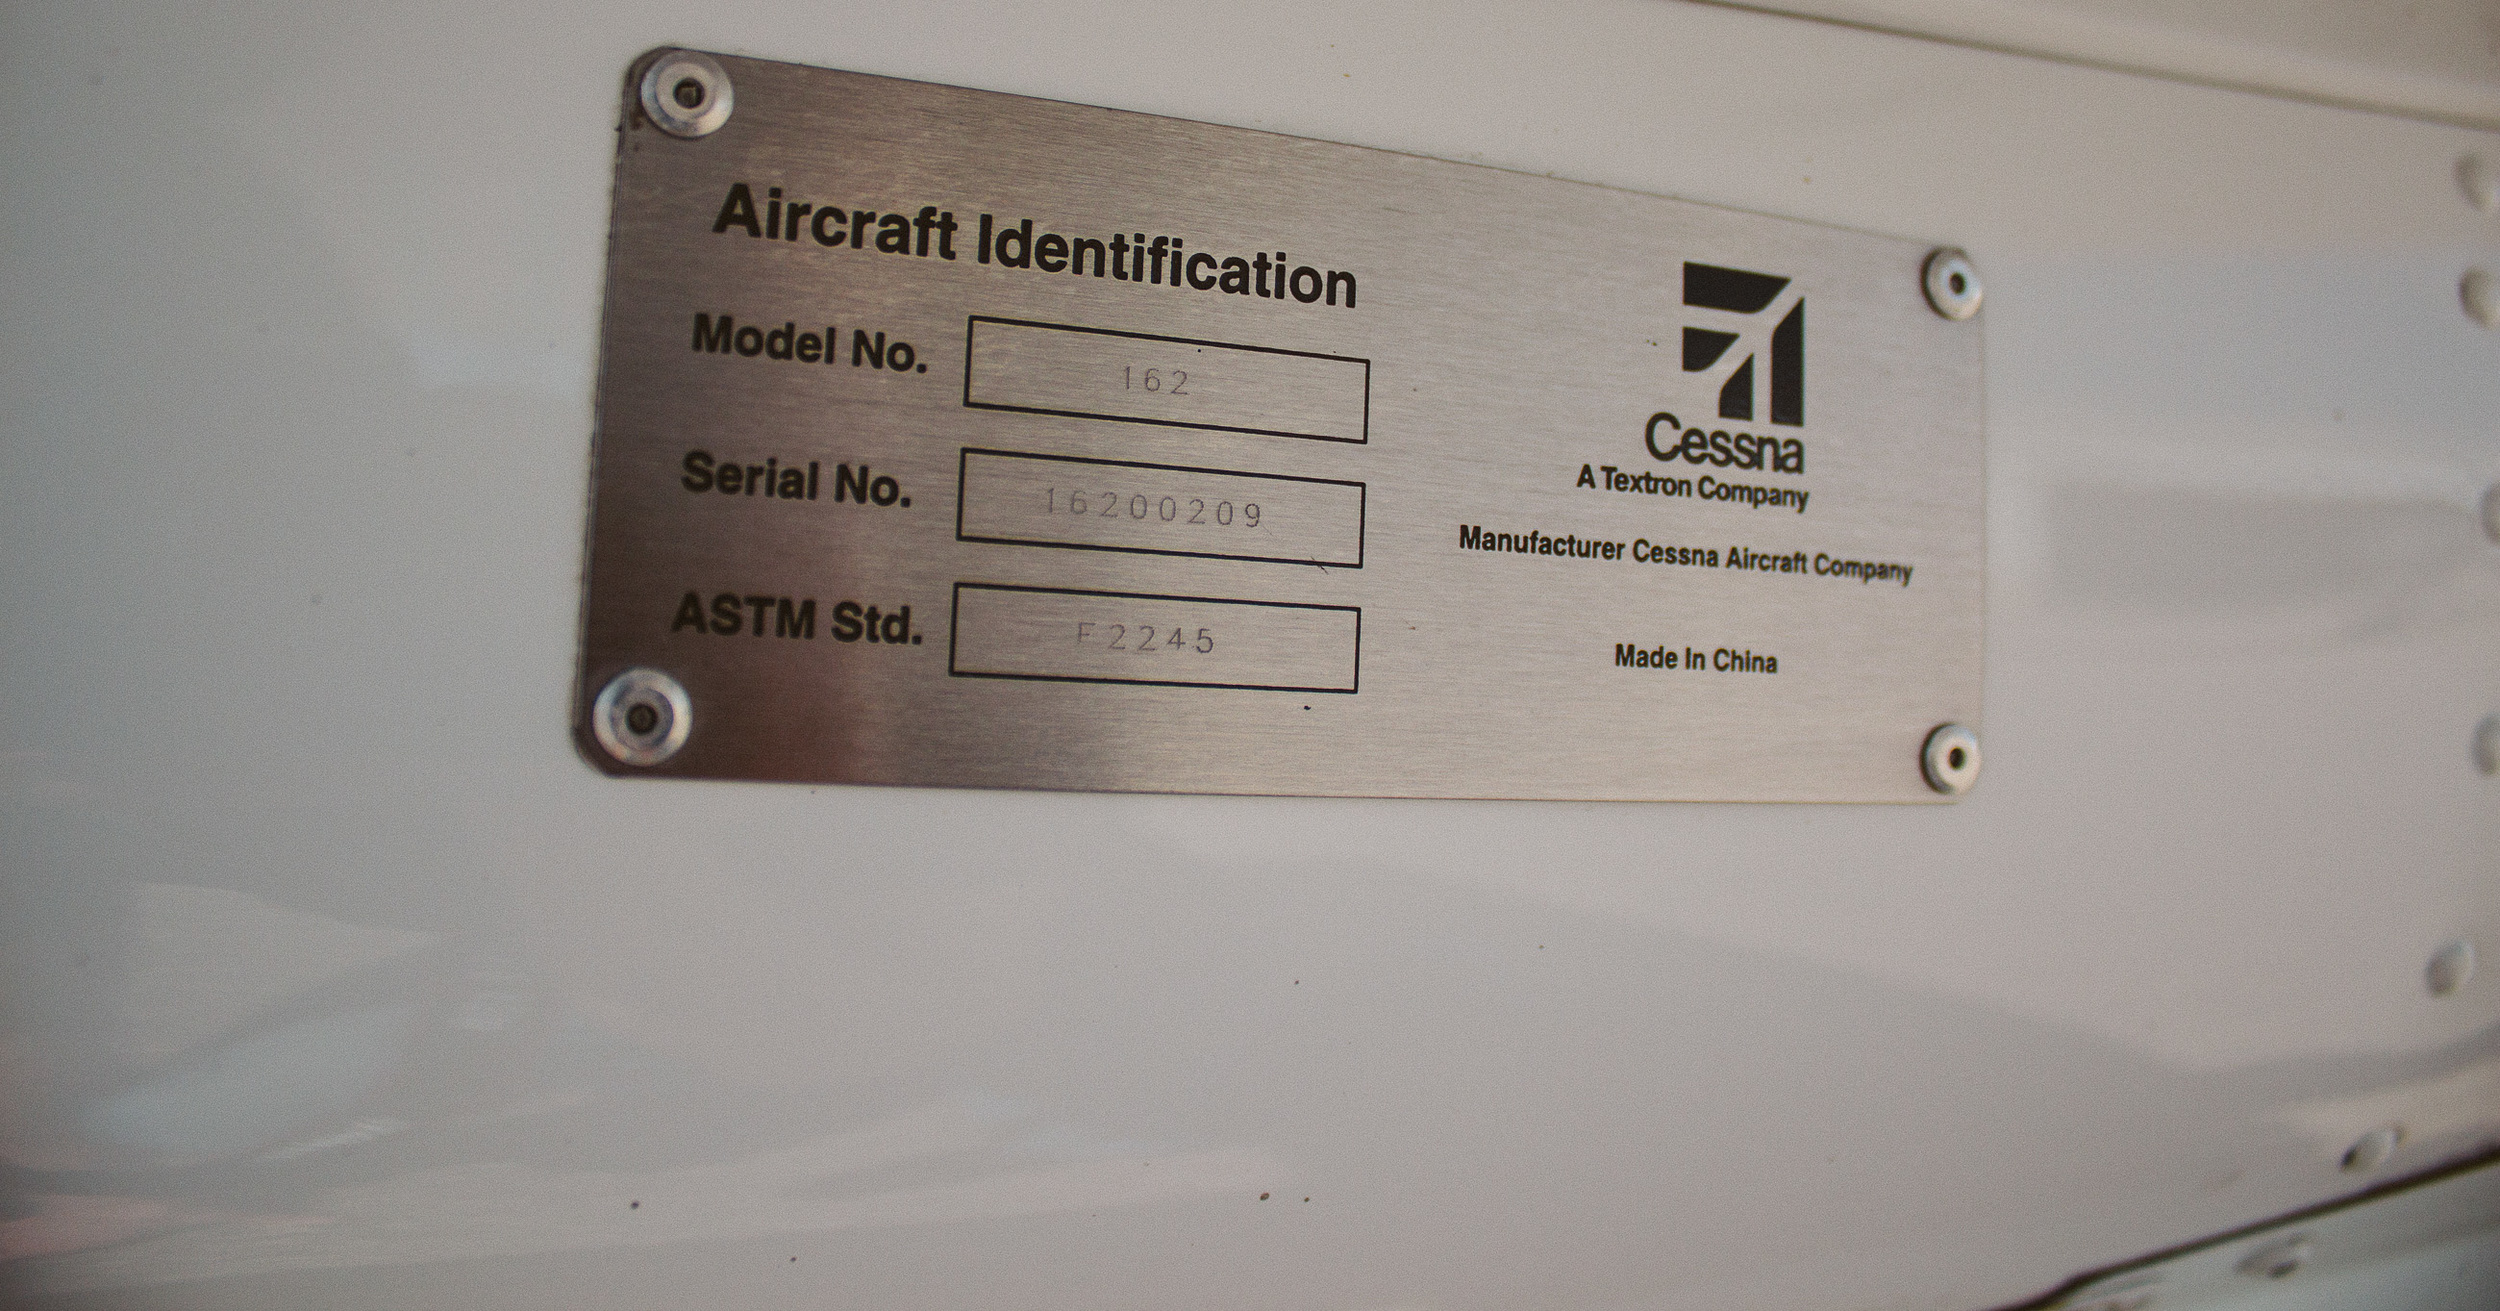 Aircraft Identification
Model No. 162
Serial No. 16200209
ASTM Std. F2245
Cessna
A Textron Company
Manufacturer Cessna Aircraft Company
Made In China